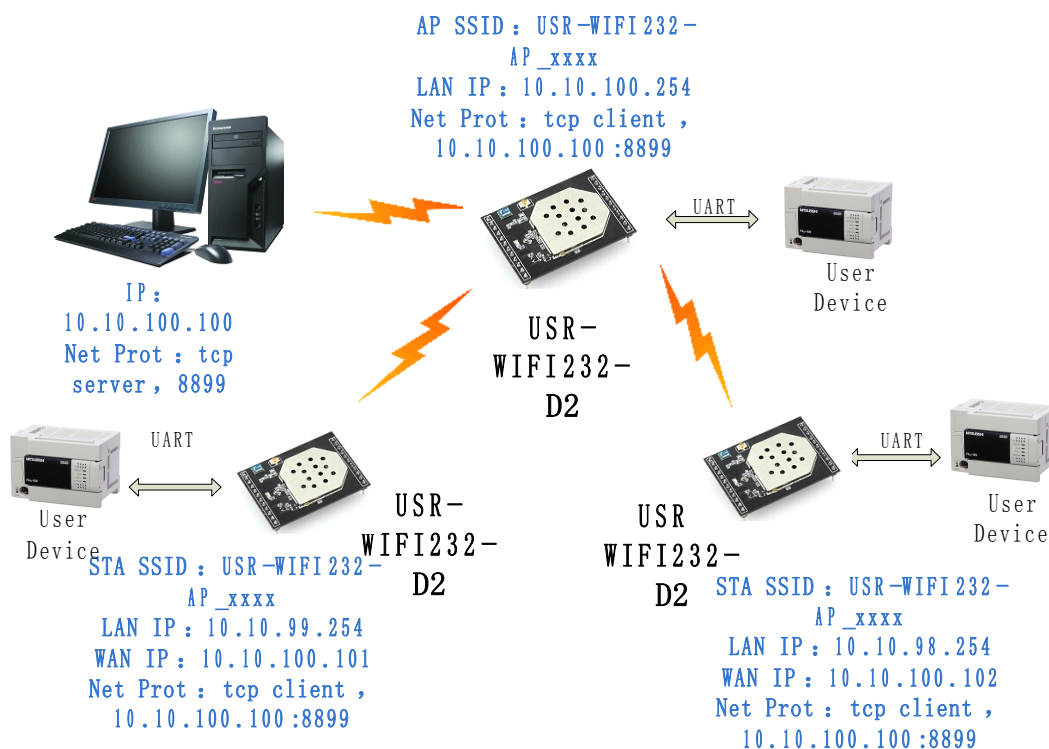 AP SSID：USR-WIFI232-
AP_xxxx
LAN IP：10.10.100.254
Net Prot：tcp client，
10.10.100.100:8899
UART
User
Device
IP：
10.10.100.100
Net Prot：tcp
server，8899
USR-
WIFI232-
D2
UART
User
Device
USR-
WIFI232-
D2
STA SSID：USR-WIFI232-
AP_xxxx
LAN IP：10.10.99.254
WAN IP：10.10.100.101
Net Prot：tcp client，
10.10.100.100:8899
USR
WIFI232-
D2
UART
User
Device
STA SSID：USR-WIFI232-
AP_xxxx
LAN IP：10.10.98.254
WAN IP：10.10.100.102
Net Prot：tcp client，
10.10.100.100:8899